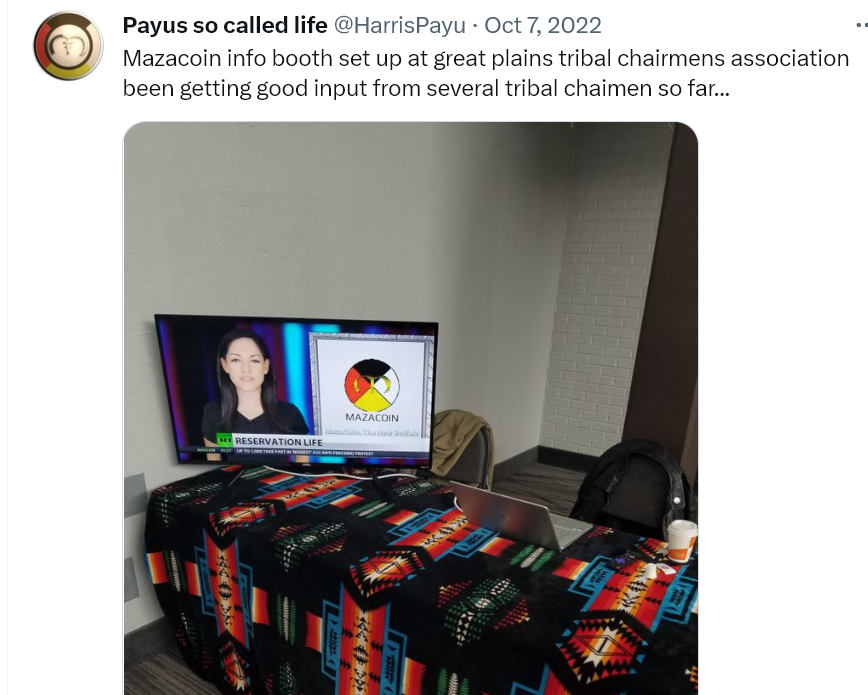 Payus so called life @HarrisPayu · Oct 7, 2022
Mazacoin info booth set up at great plains tribal chairmens association
been getting good input from several tribal chaimen so far...
MAZACOIN
MazaCoin, The New Buffalo
RT RESERVATION LIFE
UP TO 1,000 TAKE PART IN 'BIGGEST' ANTI-FRACKING PROTEST